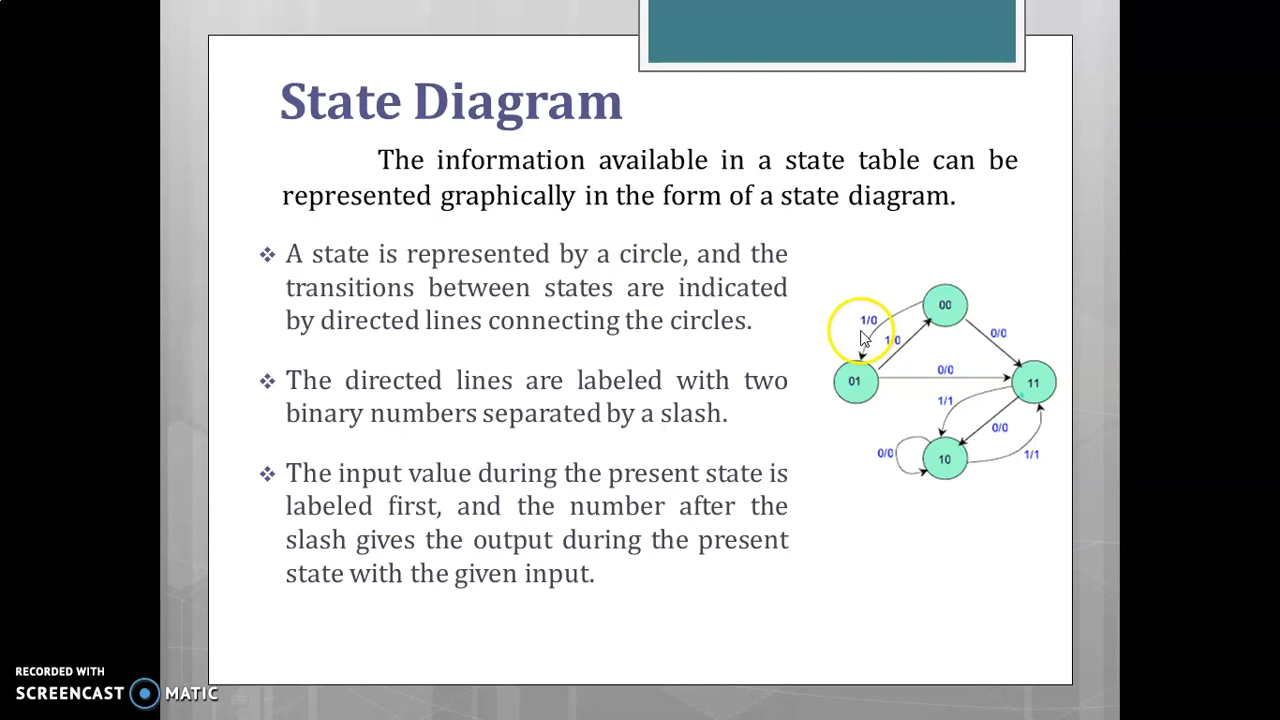 State Diagram
The information available in a state table can be
represented graphically in the form of a state diagram.
❖ A state is represented by a circle, and the
transitions between states are indicated
by directed lines connecting the circles.
❖ The directed lines are labeled with two
binary numbers separated by a slash.
❖ The input value during the present state is
labeled first, and the number after the
slash gives the output during the present
state with the given input.
00
1/0
1/0
0/0
01
0/0
11
1/1
0/0
0/0
10
1/1
RECORDED WITH
SCREENCAST MATIC